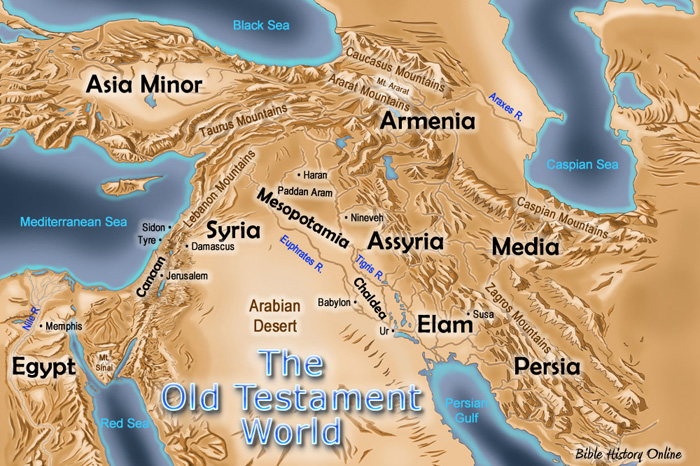 Black Sea
Caucasus Mountains
Mt. Ararat
Ararat Mountains
Asia Minor
Araxes R.
Armenia
Taurus Mountains
Caspian Sea
Haran
Paddan Aram
Lebanon Mountains
Mesopotamia
Caspian Mountains
Mediterranean Sea
Sidon
Tyre
Syria
Nineveh
Assyria
Media
Damascus
Euphrates R.
Tigris R.
Canaan
Jerusalem
Chaldea
Zagros Mountains
Arabian
Desert
Babylon
Ur
Elam
Susa
Nile R.
Memphis
Egypt
Mt.
Sinai
Persia
The
Old Testament
World
Red Sea
Persian
Gulf
Bible History Online